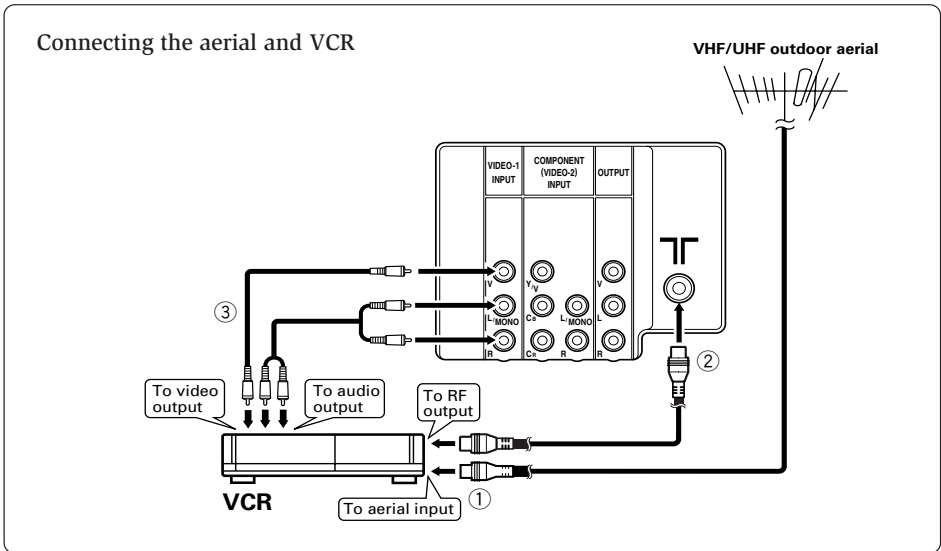 Connecting the aerial and VCR
VHF/UHF outdoor aerial
VIDEO-1
INPUT
COMPONENT
(VIDEO-2)
INPUT
OUTPUT
V
Y/V
V
L/MONO
CB
L/MONO
L
R
CR
R
R
③
②
To video
output
To audio
output
To RF
output
VCR
To aerial input
①